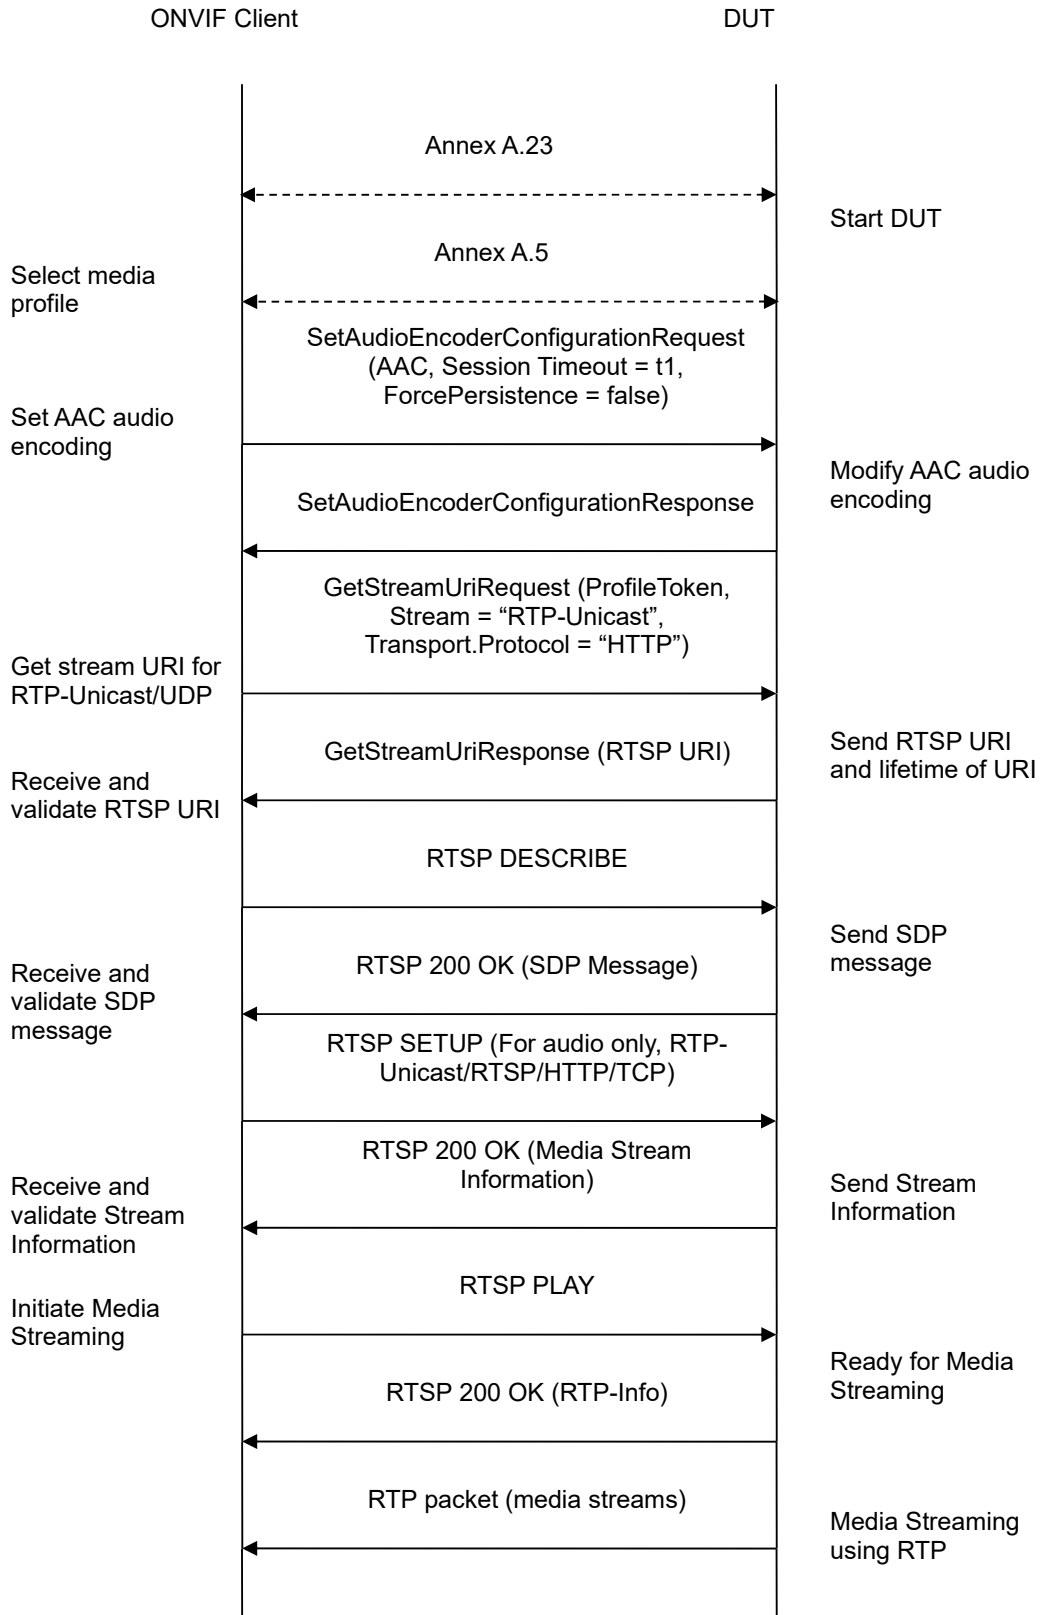 ONVIF Client
DUT
Annex A.23
Start DUT
Annex A.5
Select media
profile
SetAudioEncoderConfigurationRequest
(AAC, Session Timeout = t1,
ForcePersistence = false)
Set AAC audio
encoding
Modify AAC audio
encoding
SetAudioEncoderConfigurationResponse
GetStreamUriRequest (ProfileToken,
Stream = “RTP-Unicast”,
Transport.Protocol = “HTTP”)
Get stream URI for
RTP-Unicast/UDP
GetStreamUriResponse (RTSP URI)
Send RTSP URI
and lifetime of URI
Receive and
validate RTSP URI
RTSP DESCRIBE
Send SDP
message
RTSP 200 OK (SDP Message)
Receive and
validate SDP
message
RTSP SETUP (For audio only, RTP-
Unicast/RTSP/HTTP/TCP)
RTSP 200 OK (Media Stream
Information)
Receive and
validate Stream
Information
Send Stream
Information
RTSP PLAY
Initiate Media
Streaming
Ready for Media
Streaming
RTSP 200 OK (RTP-Info)
RTP packet (media streams)
Media Streaming
using RTP